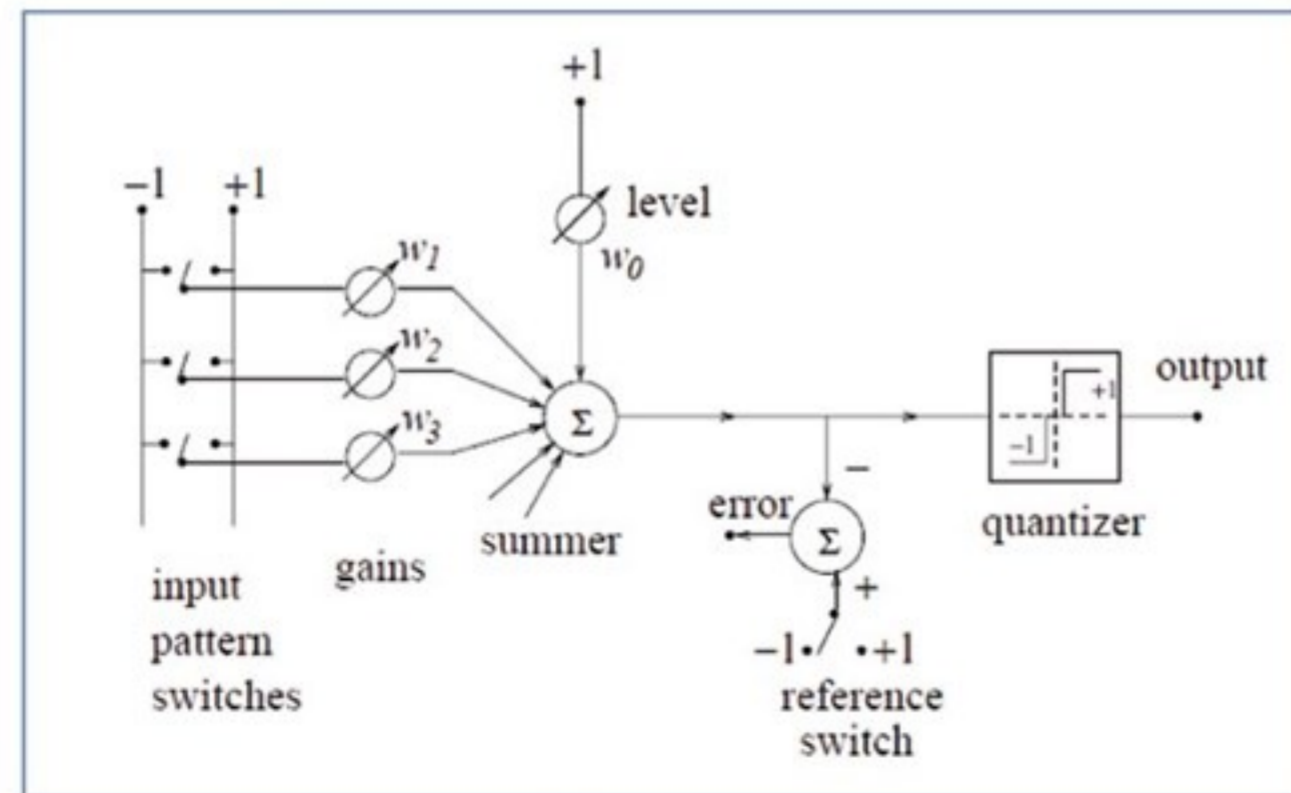 +1
−1 +1
level
w0
w1
w2
w3
Σ
+1
−1
output
quantizer
summer
gains
error
−
Σ
+
−1 +1
reference
switch
input
pattern
switches